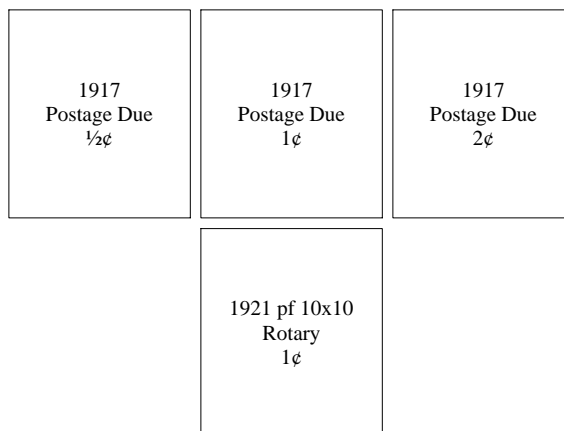 1917
Postage Due
½¢
1917
Postage Due
1¢
1917
Postage Due
2¢
1921 pf 10x10
Rotary
1¢